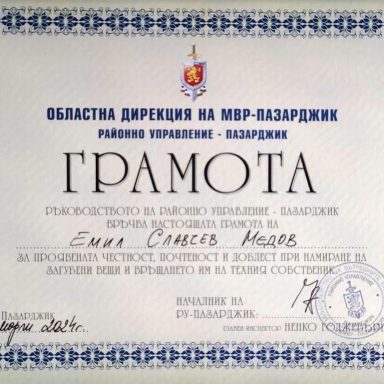 ОБЛАСТНА ДИРЕКЦИЯ НА МВР-ПАЗАРДЖИК
РАЙОННО УПРАВЛЕНИЕ - ПАЗАРДЖИК
ГРАМОТА
РЪКОВОДСТВОТО НА РАЙОННО УПРАВЛЕНИЕ - ПАЗАРДЖИК
ВРЪЧВА НАСТОЯЩАТА ГРАМОТА НА
Емил Славеев Медов
ЗА ПРОЯВЕНАТА ЧЕСТНОСТ, ПОЧТЕНОСТ И ДОБЛЕСТ ПРИ НАМИРАНЕ НА
ЗАГУБЕНИ ВЕЩИ И ВРЪЩАНЕТО ИМ НА ТЕХНИЯ СОБСТВЕНИК
НАЧАЛНИК НА
РУ-ПАЗАРДЖИК:
ПАЗАРДЖИК
март 2024г.
ГЛАВЕН ИНСПЕКТОР НЕНКО